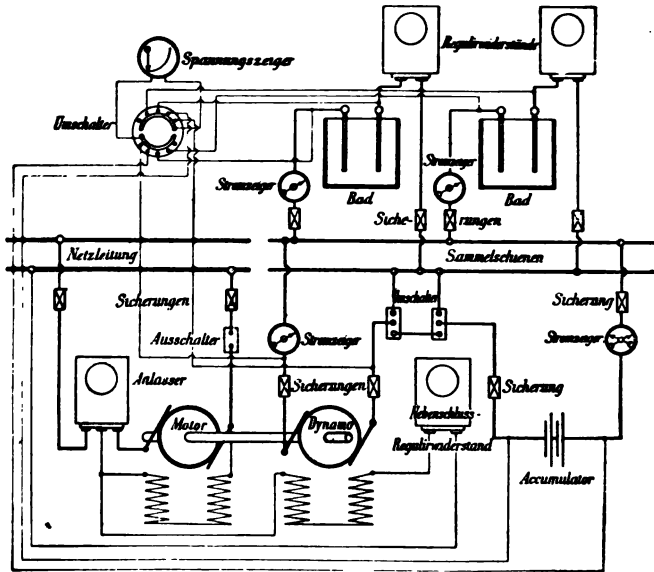 Spannungszeiger
Regulirwiderstände
Umschalter
Stromzeiger
Stromzeiger
Bad
Bad
Siche-
rungen
Netzleitung
Sammelschienen
Sicherungen
Umschalter
Sicherung
Ausschalter
Stromzeiger
Stromzeiger
Anlasser
Sicherungen
Sicherung
Motor
Dynamo
Nebenschluss-
Regulirwiderstand
Accumulator